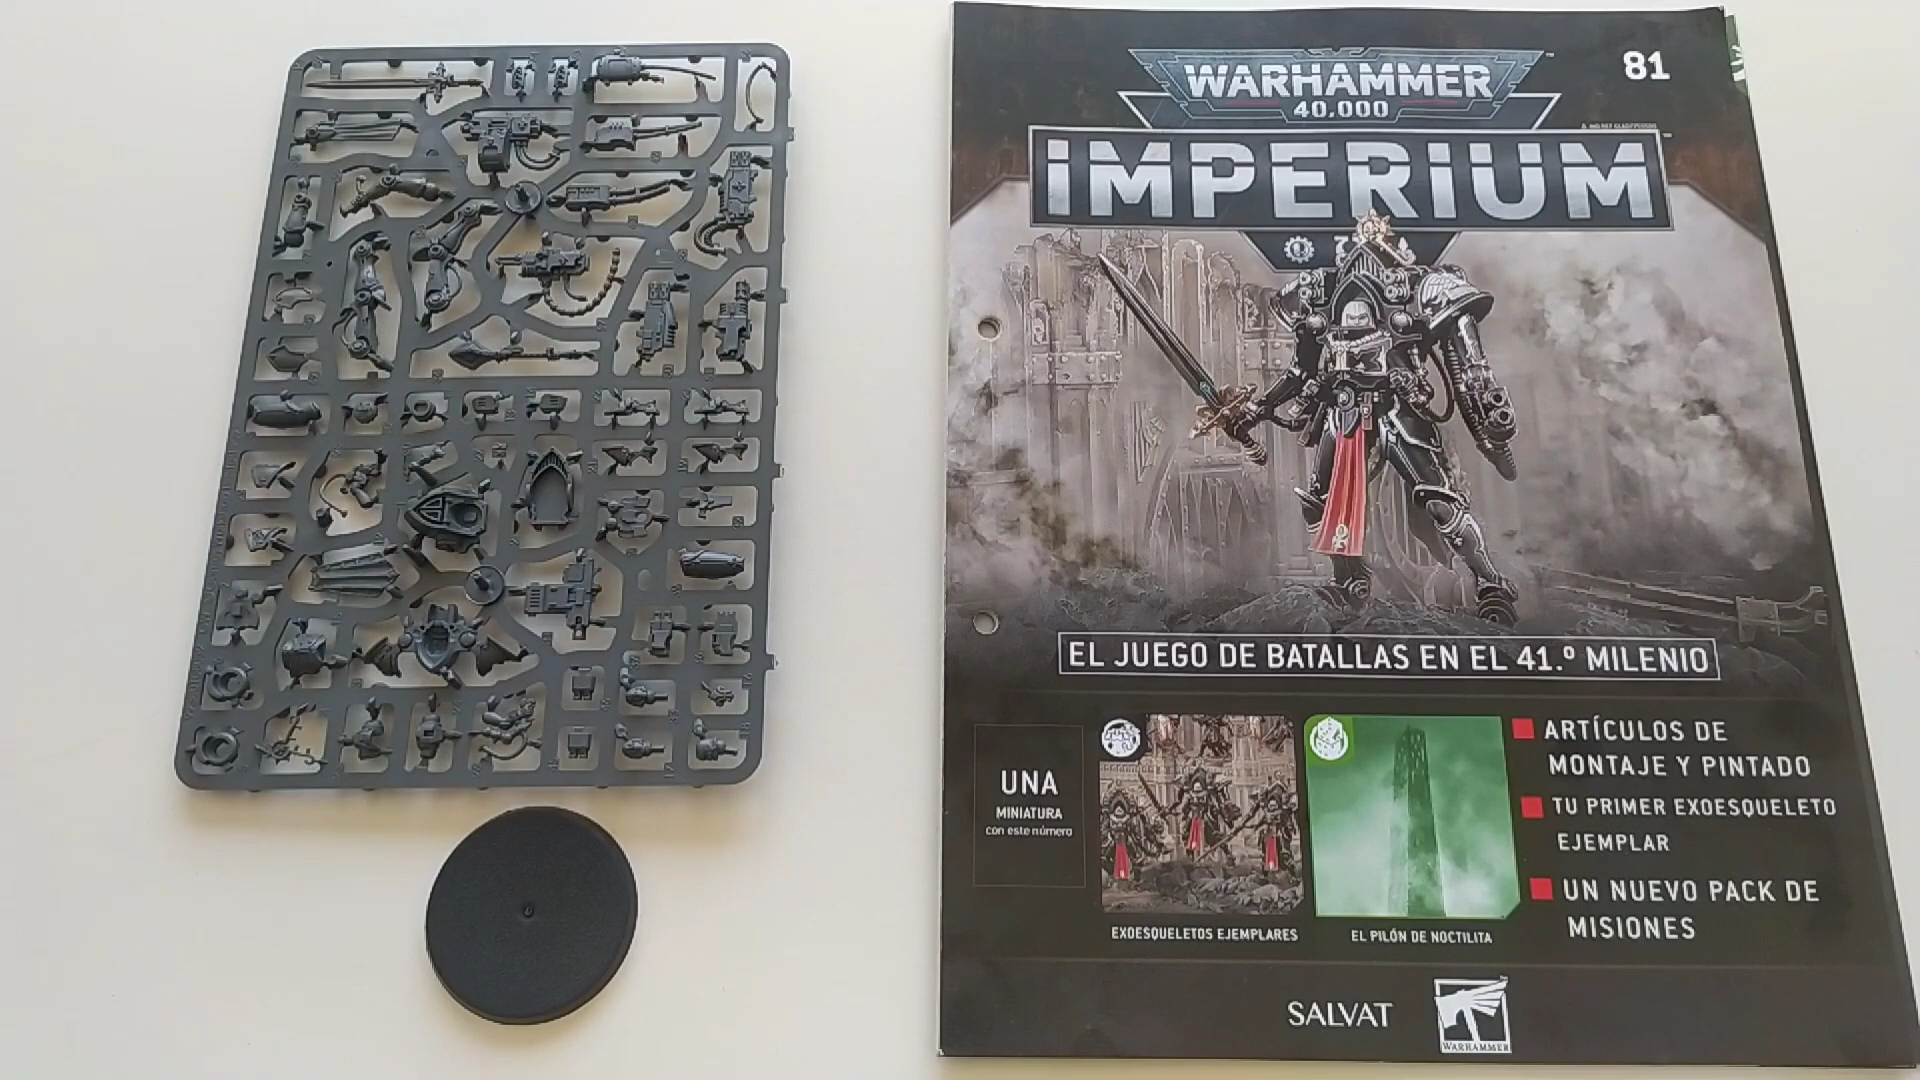 WARHAMMER
40,000
81
IMPERIUM
EL JUEGO DE BATALLAS EN EL 41.º MILENIO
UNA
MINIATURA
con este número
EXOESQUELETOS EJEMPLARES
EL PILÓN DE NOCTILITA
ARTÍCULOS DE
MONTAJE Y PINTADO
TU PRIMER EXOESQUELETO
EJEMPLAR
UN NUEVO PACK DE
MISIONES
SALVAT
WARHAMMER